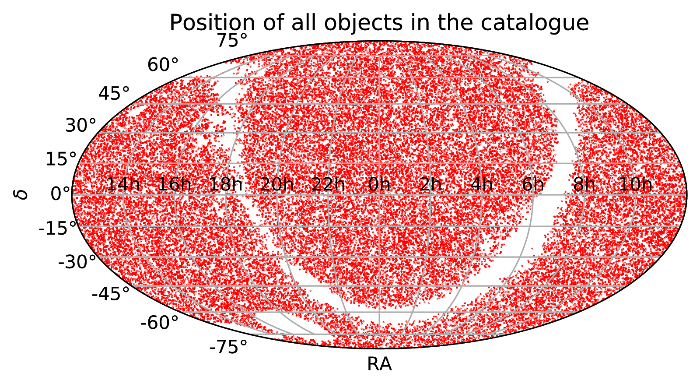 Position of all objects in the catalogue
75°
60°
45°
30°
15°
14h 16h 18h 20h 22h 0h 2h 4h 6h 8h 10h
0°
δ
-15°
-30°
-45°
-60°
-75°
RA